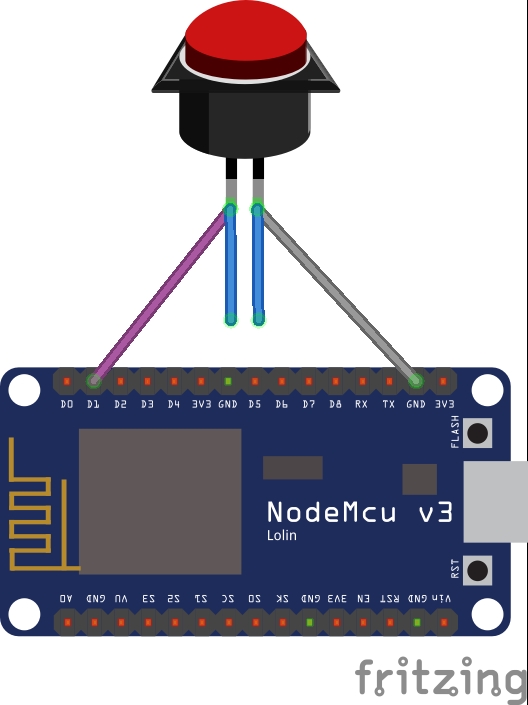 D0 D1 D2 D3 D4 3V3 GND D5 D6 D7 D8 RX TX GND 3V3
FLASH
NodeMcu v3
Lolin
RST
A0 GND VU S3 S2 S1 SC S0 SK GND 3V3 EN RST GND Vin
fritzing